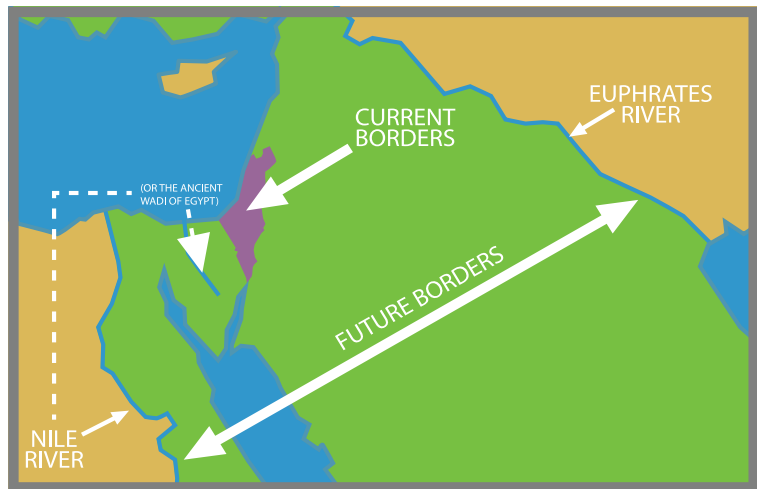 EUPHRATES
RIVER
CURRENT
BORDERS
(OR THE ANCIENT
WADI OF EGYPT)
FUTURE BORDERS
NILE
RIVER